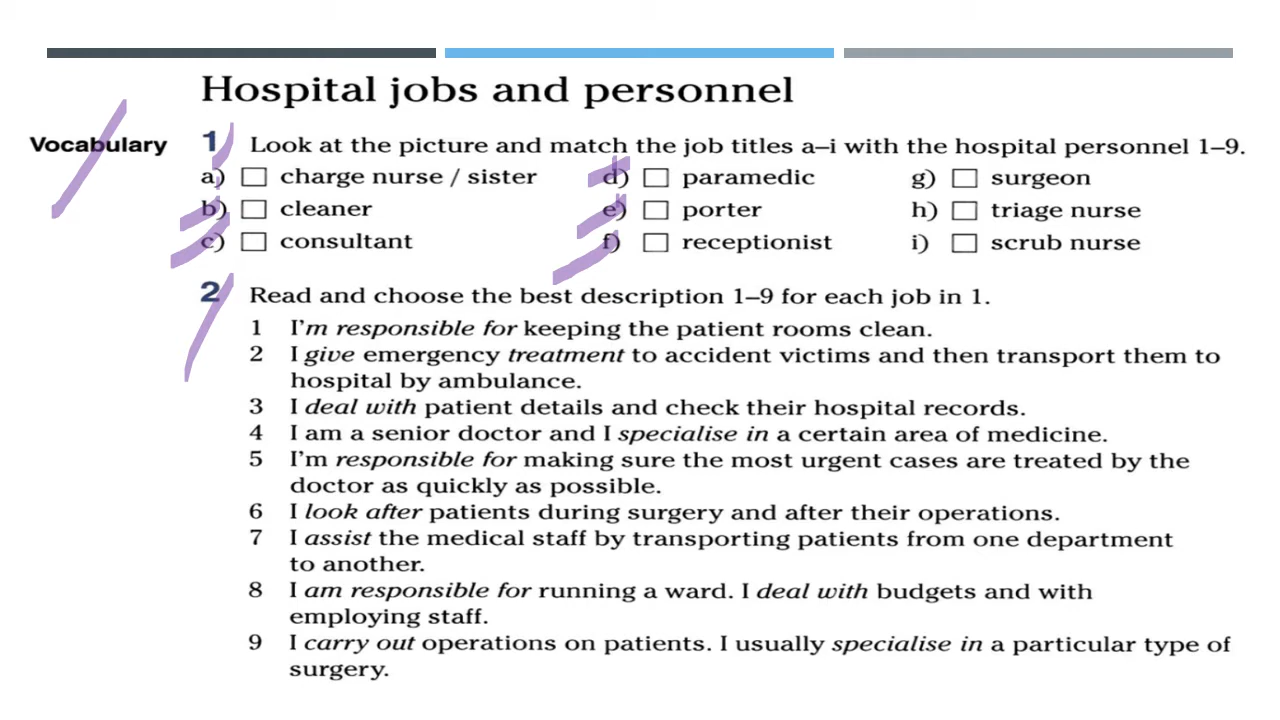 Hospital jobs and personnel
Vocabulary 1 Look at the picture and match the job titles a–i with the hospital personnel 1–9.
a) charge nurse / sister d) paramedic g) surgeon
b) cleaner e) porter h) triage nurse
c) consultant f) receptionist i) scrub nurse
2 Read and choose the best description 1–9 for each job in 1.
1 I'm responsible for keeping the patient rooms clean.
2 I give emergency treatment to accident victims and then transport them to
hospital by ambulance.
3 I deal with patient details and check their hospital records.
4 I am a senior doctor and I specialise in a certain area of medicine.
5 I'm responsible for making sure the most urgent cases are treated by the
doctor as quickly as possible.
6 I look after patients during surgery and after their operations.
7 I assist the medical staff by transporting patients from one department
to another.
8 I am responsible for running a ward. I deal with budgets and with
employing staff.
9 I carry out operations on patients. I usually specialise in a particular type of
surgery.